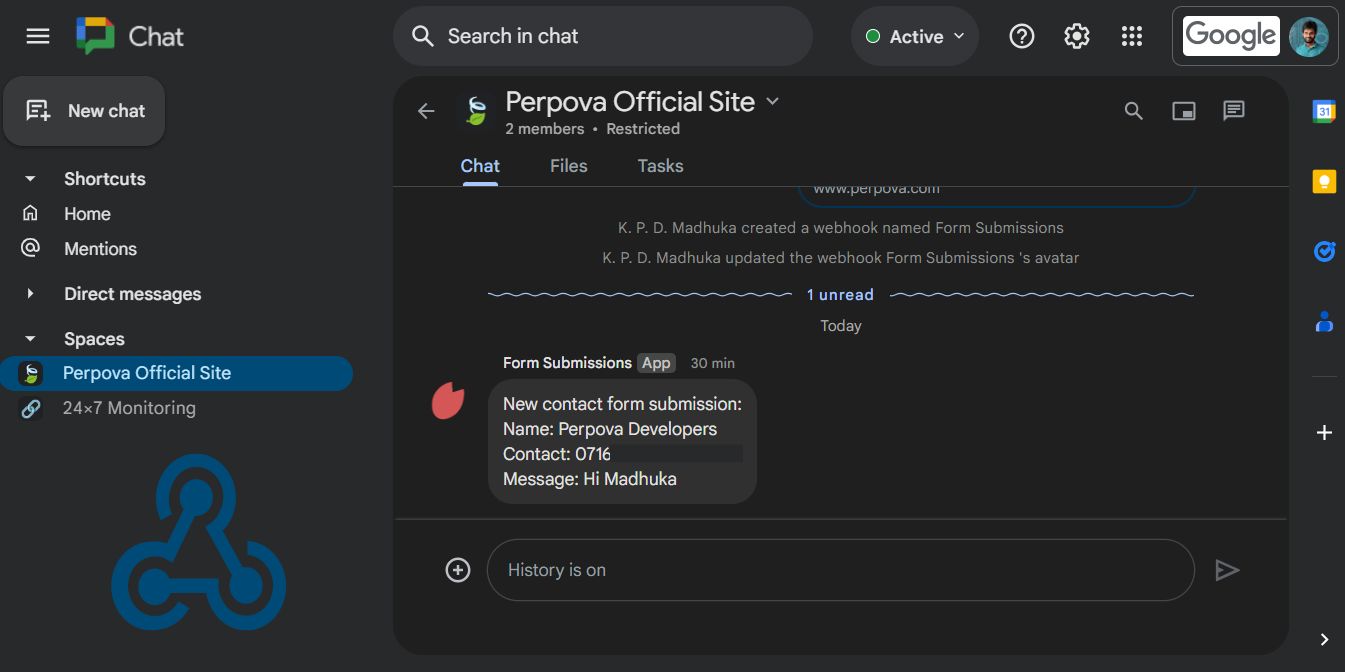 Chat
Search in chat
Active
Google
New chat
Shortcuts
Home
Mentions
Direct messages
Spaces
Perpova Official Site
24×7 Monitoring
Perpova Official Site
2 members • Restricted
Chat Files Tasks
www.perpova.com
K. P. D. Madhuka created a webhook named Form Submissions
K. P. D. Madhuka updated the webhook Form Submissions 's avatar
1 unread
Today
Form Submissions App 30 min
New contact form submission:
Name: Perpova Developers
Contact: 0716
Message: Hi Madhuka
History is on
31